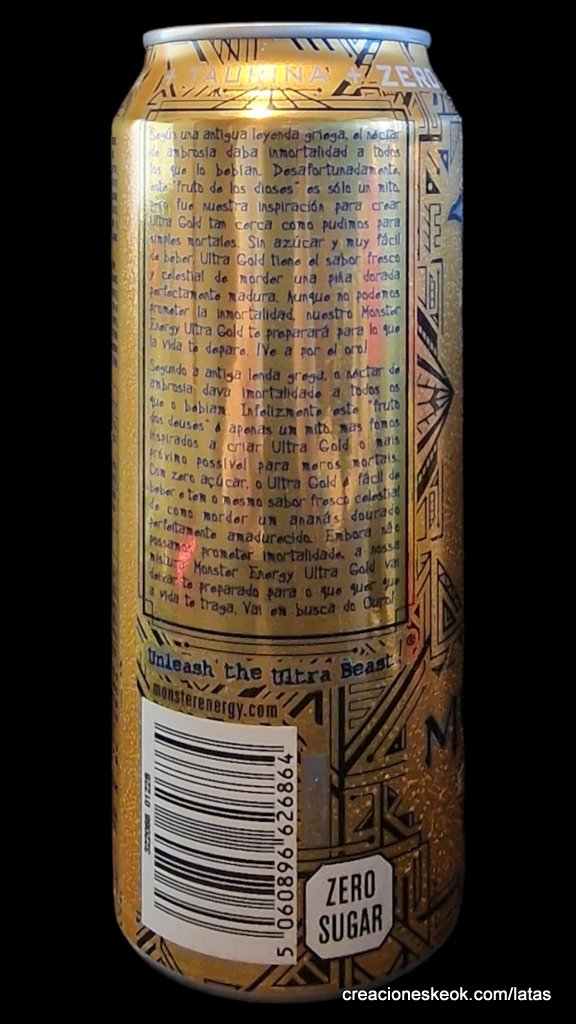 + TAURINA + ZERO
Según una antigua leyenda griega, el néctar
de ambrosía daba inmortalidad a todos
los que lo bebían. Desafortunadamente,
este "fruto de los dioses" es sólo un mito,
pero fue nuestra inspiración para crear
Ultra Gold tan cerca como pudimos para
simples mortales. Sin azúcar y muy fácil
de beber, Ultra Gold tiene el sabor fresco
y celestial de morder una piña dorada
perfectamente madura. Aunque no podemos
prometer la inmortalidad, nuestro Monster
Energy Ultra Gold te preparará para lo que
la vida te depare. ¡Ve a por el oro!
Segundo a antiga lenda grega, o néctar de
ambrosia dava imortalidade a todos os
que o bebiam. Infelizmente este "fruto
dos deuses" é apenas um mito, mas fomos
inspirados a criar Ultra Gold o mais
próximo possível para meros mortais.
Com zero açúcar, o Ultra Gold é fácil de
beber e tem o mesmo sabor fresco celestial
de como morder um ananás dourado
perfeitamente amadurecido. Embora não
possamos prometer imortalidade, a nossa
mistura Monster Energy Ultra Gold vai
deixar-te preparado para o que quer que
a vida te traga. Vai em busca do Ouro!
Unleash the Ultra Beast
monsterenergy.com
5 060896 626864
ZERO
SUGAR
creacioneskeok.com/latas